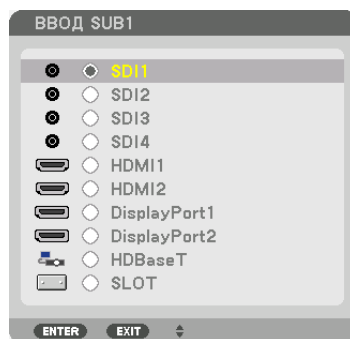 ВВОД SUB1
SDI1
SDI2
SDI3
SDI4
HDMI1
HDMI2
DisplayPort1
DisplayPort2
HDBaseT
SLOT
ENTER EXIT